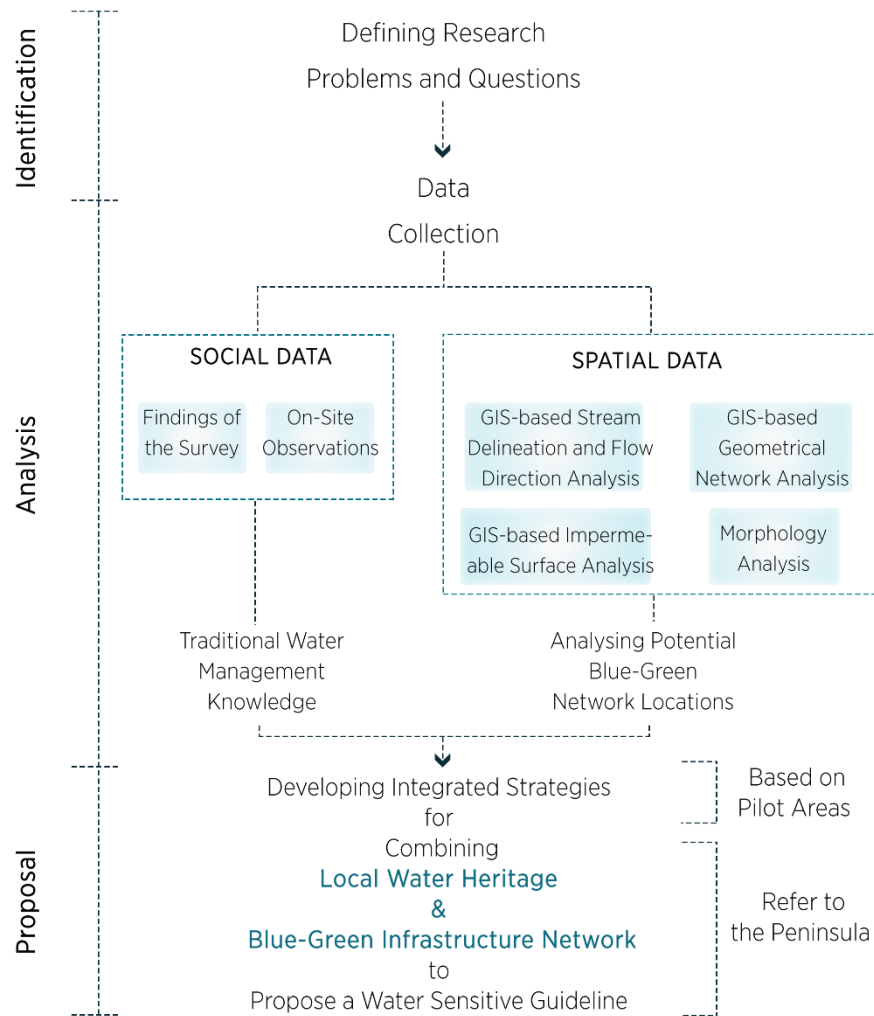 Identification
Defining Research
Problems and Questions
Analysis
Data
Collection
SOCIAL DATA
Findings of
the Survey
On-Site
Observations
SPATIAL DATA
GIS-based Stream
Delineation and Flow
Direction Analysis
GIS-based
Geometrical
Network Analysis
GIS-based Imperme-
able Surface Analysis
Morphology
Analysis
Traditional Water
Management
Knowledge
Analysing Potential
Blue-Green
Network Locations
Proposal
Developing Integrated Strategies
for
Combining
Local Water Heritage
&
Blue-Green Infrastructure Network
to
Propose a Water Sensitive Guideline
Based on
Pilot Areas
Refer to
the Peninsula